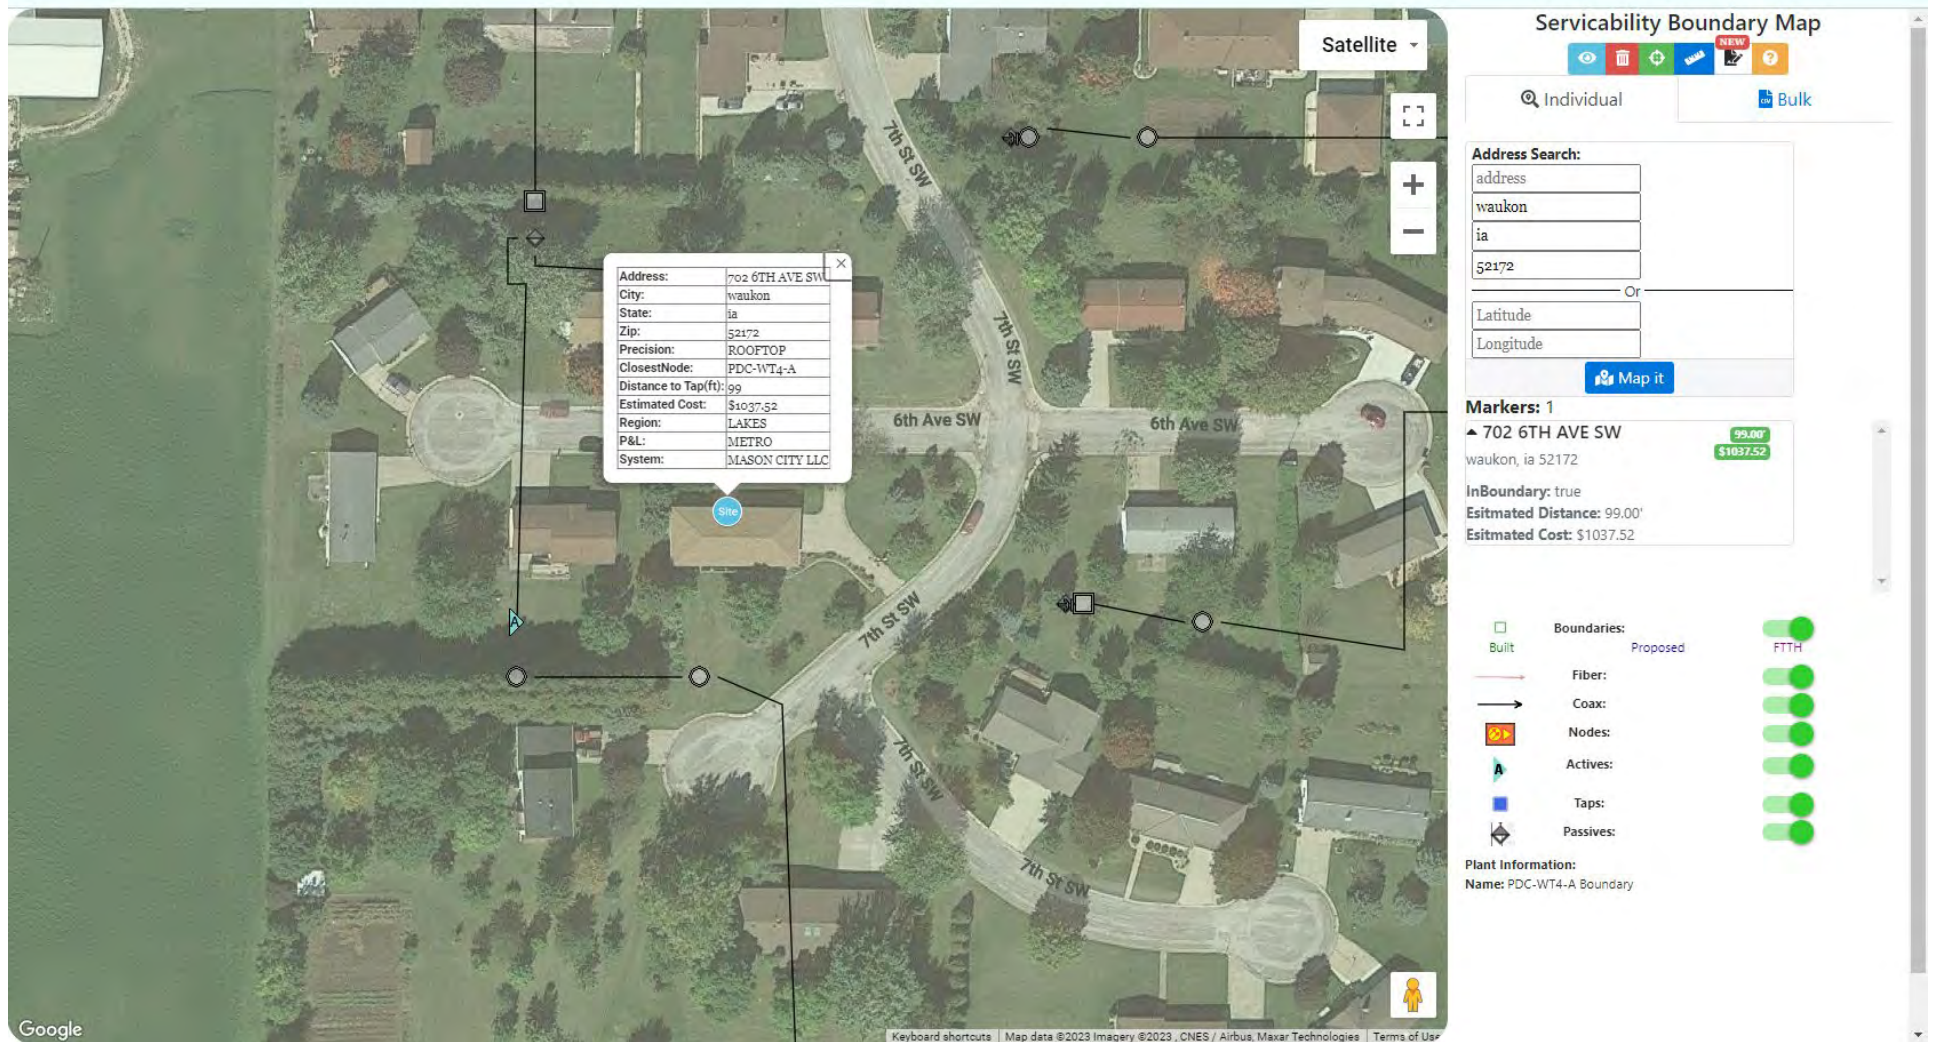 Servicability Boundary Map
NEW
Individual
Bulk
Address Search:
address
waukon
ia
52172
Or
Latitude
Longitude
Map it
Markers: 1
702 6TH AVE SW
99.00'
$1037.52
waukon, ia 52172
InBoundary: true
Esitmated Distance: 99.00'
Esitmated Cost: $1037.52
Boundaries:
Built
Proposed
FTTH
Fiber:
Coax:
Nodes:
A
Actives:
Taps:
Passives:
Plant Information:
Name: PDC-WT4-A Boundary
Satellite
7th St SW
7th St SW
Address: 702 6TH AVE SW
City: waukon
State: ia
Zip: 52172
Precision: ROOFTOP
ClosestNode: PDC-WT4-A
Distance to Tap(ft): 99
Estimated Cost: $1037.52
Region: LAKES
P&L: METRO
System: MASON CITY LLC
6th Ave SW
6th Ave SW
Site
A
7th St SW
7th St SW
7th St SW
Google
Keyboard shortcuts
Map data ©2023 Imagery ©2023 , CNES / Airbus, Maxar Technologies
Terms of Use